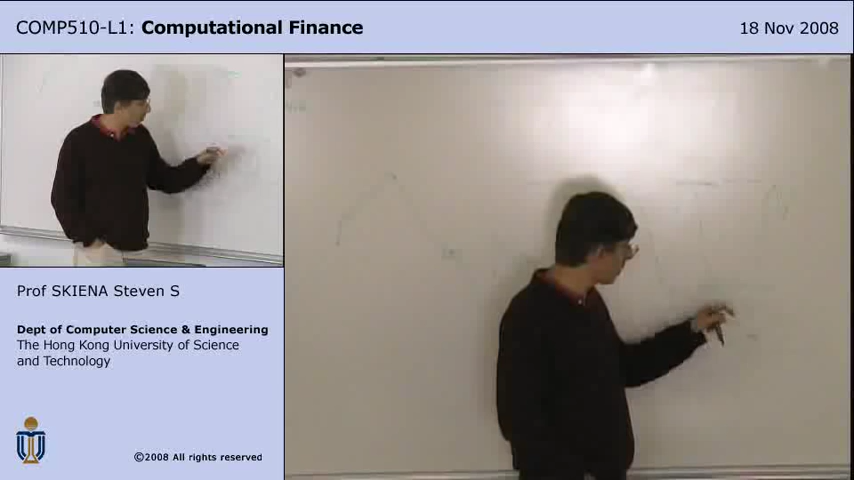 COMP510-L1: Computational Finance
18 Nov 2008
Prof SKIENA Steven S
Dept of Computer Science & Engineering
The Hong Kong University of Science
and Technology
©2008 All rights reserved